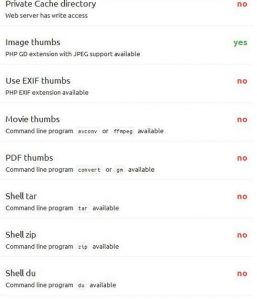 Private Cache directory no
Web server has write access
Image thumbs yes
PHP GD extension with JPEG support available
Use EXIF thumbs no
PHP EXIF extension available
Movie thumbs no
Command line program avconv or ffmpeg available
PDF thumbs no
Command line program convert or gm available
Shell tar no
Command line program tar available
Shell zip no
Command line program zip available
Shell du no
Command line program du available